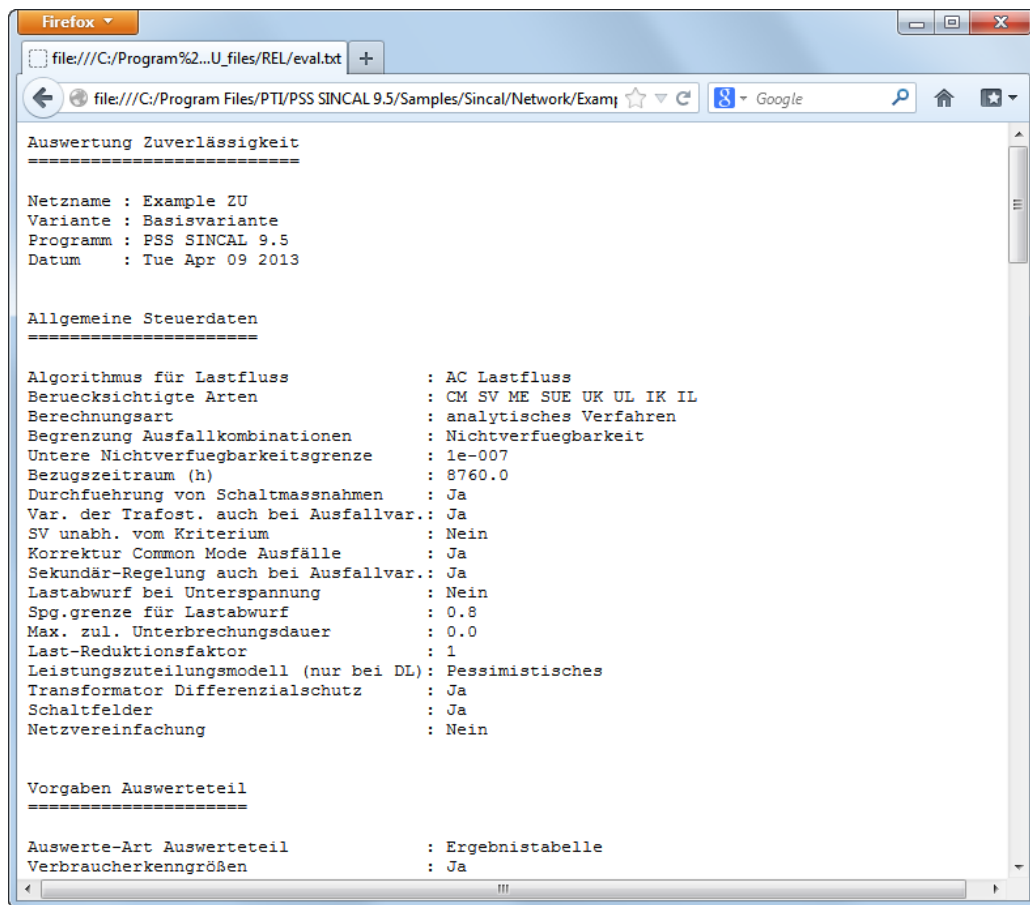 Firefox
file:///C:/Program%2...U_files/REL/eval.txt
file:///C:/Program Files/PTI/PSS SINCAL 9.5/Samples/Sincal/Network/Examp
Google
Auswertung Zuverlässigkeit
==========================
Netzname : Example ZU
Variante : Basisvariante
Programm : PSS SINCAL 9.5
Datum    : Tue Apr 09 2013
Allgemeine Steuerdaten
======================
Algorithmus für Lastfluss            : AC Lastfluss
Beruecksichtigte Arten               : CM SV ME SUE UK UL IK IL
Berechnungsart                       : analytisches Verfahren
Begrenzung Ausfallkombinationen      : Nichtverfuegbarkeit
Untere Nichtverfuegbarkeitsgrenze    : 1e-007
Bezugszeitraum (h)                   : 8760.0
Durchfuehrung von Schaltmassnahmen   : Ja
Var. der Trafost. auch bei Ausfallvar.: Ja
SV unabh. vom Kriterium              : Nein
Korrektur Common Mode Ausfälle       : Ja
Sekundär-Regelung auch bei Ausfallvar.: Ja
Lastabwurf bei Unterspannung         : Nein
Spg.grenze für Lastabwurf            : 0.8
Max. zul. Unterbrechungsdauer        : 0.0
Last-Reduktionsfaktor                : 1
Leistungszuteilungsmodell (nur bei DL): Pessimistisches
Transformator Differenzialschutz     : Ja
Schaltfelder                         : Ja
Netzvereinfachung                    : Nein
Vorgaben Auswerteteil
=====================
Auswerte-Art Auswerteteil            : Ergebnistabelle
Verbraucherkenngrößen                : Ja